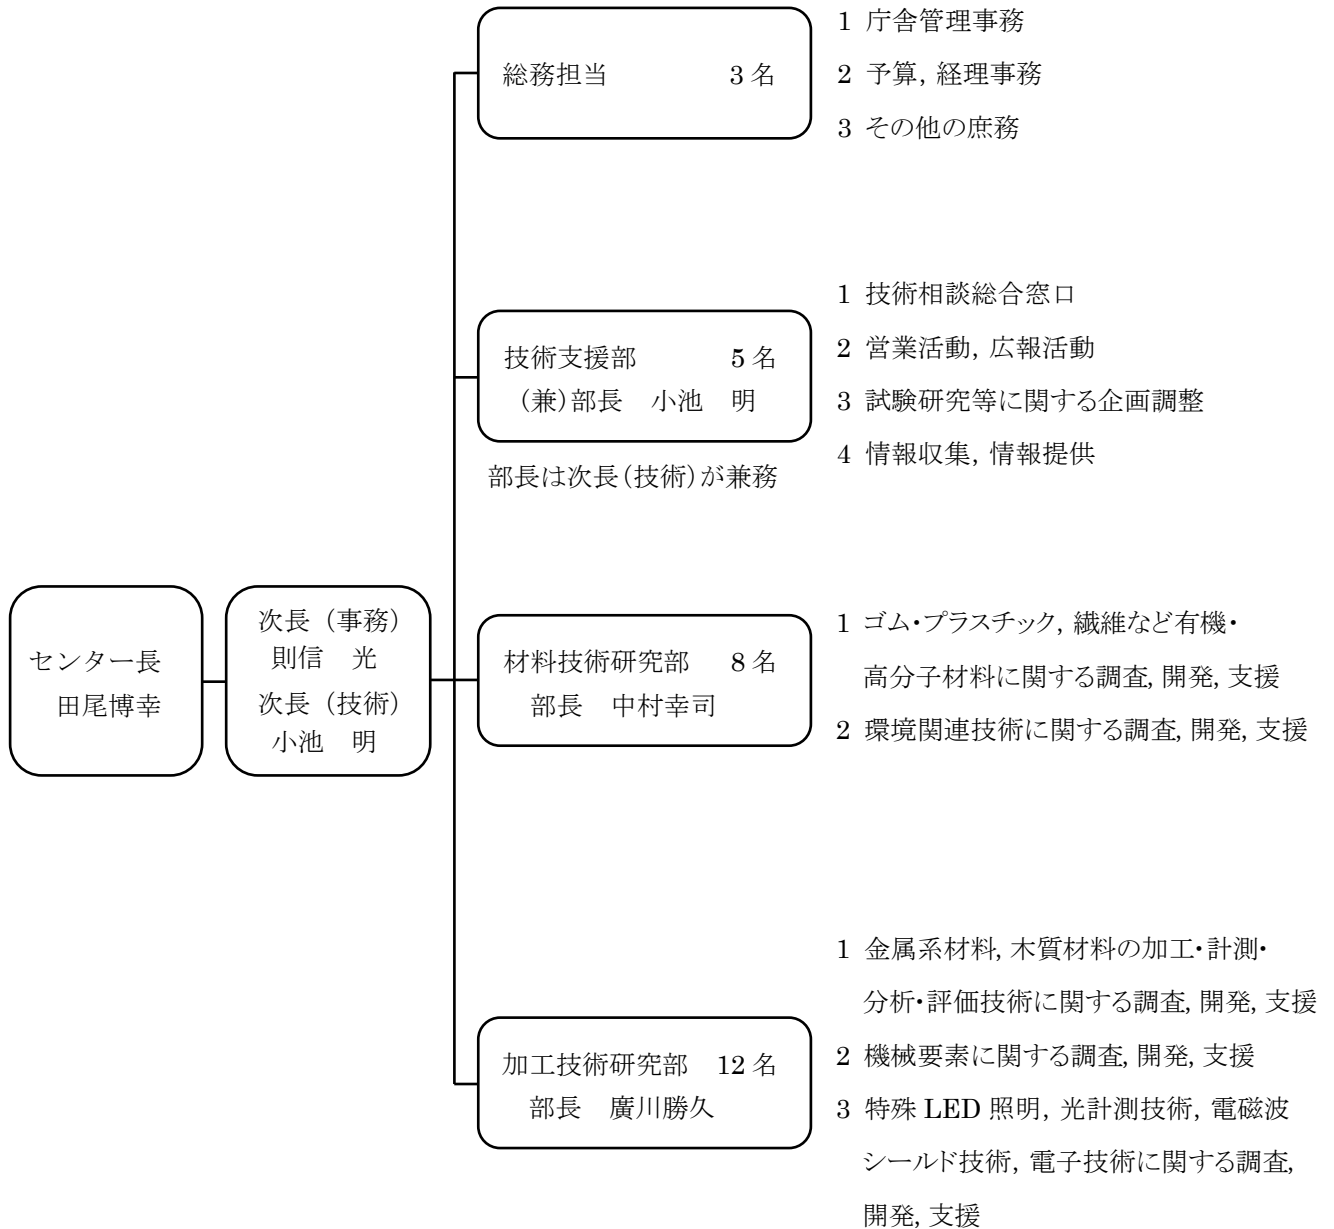 総務担当 3 名
1 庁舎管理事務
2 予算, 経理事務
3 その他の庶務
技術支援部 5 名
(兼)部長 小池 明
部長は次長(技術)が兼務
1 技術相談総合窓口
2 営業活動, 広報活動
3 試験研究等に関する企画調整
4 情報収集, 情報提供
センター長
田尾博幸
次長 (事務)
則信 光
次長 (技術)
小池 明
材料技術研究部 8 名
部長 中村幸司
1 ゴム・プラスチック, 繊維など有機・
高分子材料に関する調査, 開発, 支援
2 環境関連技術に関する調査, 開発, 支援
加工技術研究部 12 名
部長 廣川勝久
1 金属系材料, 木質材料の加工・計測・
分析・評価技術に関する調査, 開発, 支援
2 機械要素に関する調査, 開発, 支援
3 特殊 LED 照明, 光計測技術, 電磁波
シールド技術, 電子技術に関する調査,
開発, 支援